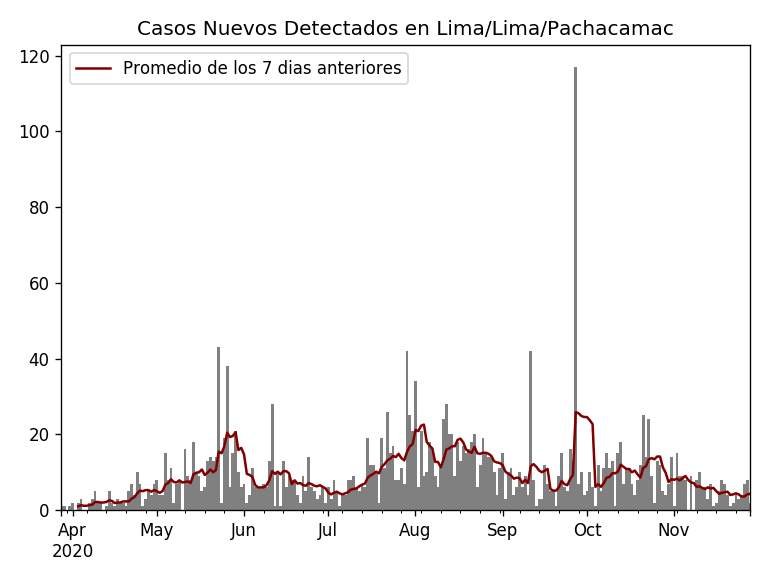 Casos Nuevos Detectados en Lima/Lima/Pachacamac
Promedio de los 7 dias anteriores
120
100
80
60
40
20
0
Apr May Jun Jul Aug Sep Oct Nov
2020